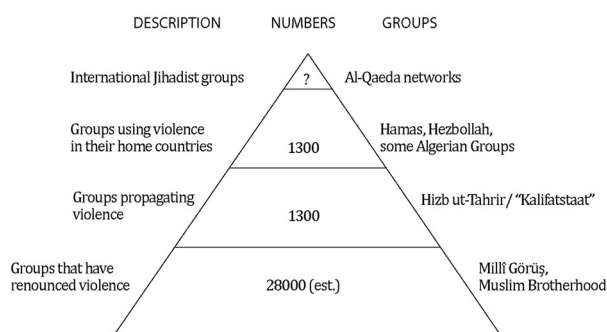 DESCRIPTION NUMBERS GROUPS
International Jihadist groups ? Al-Qaeda networks
Groups using violence
in their home countries
1300
Hamas, Hezbollah,
some Algerian Groups
Groups propagating
violence
1300
Hizb ut-Tahrir/ “Kalifatstaat”
Groups that have
renounced violence
28000 (est.)
Millî Görüş,
Muslim Brotherhood